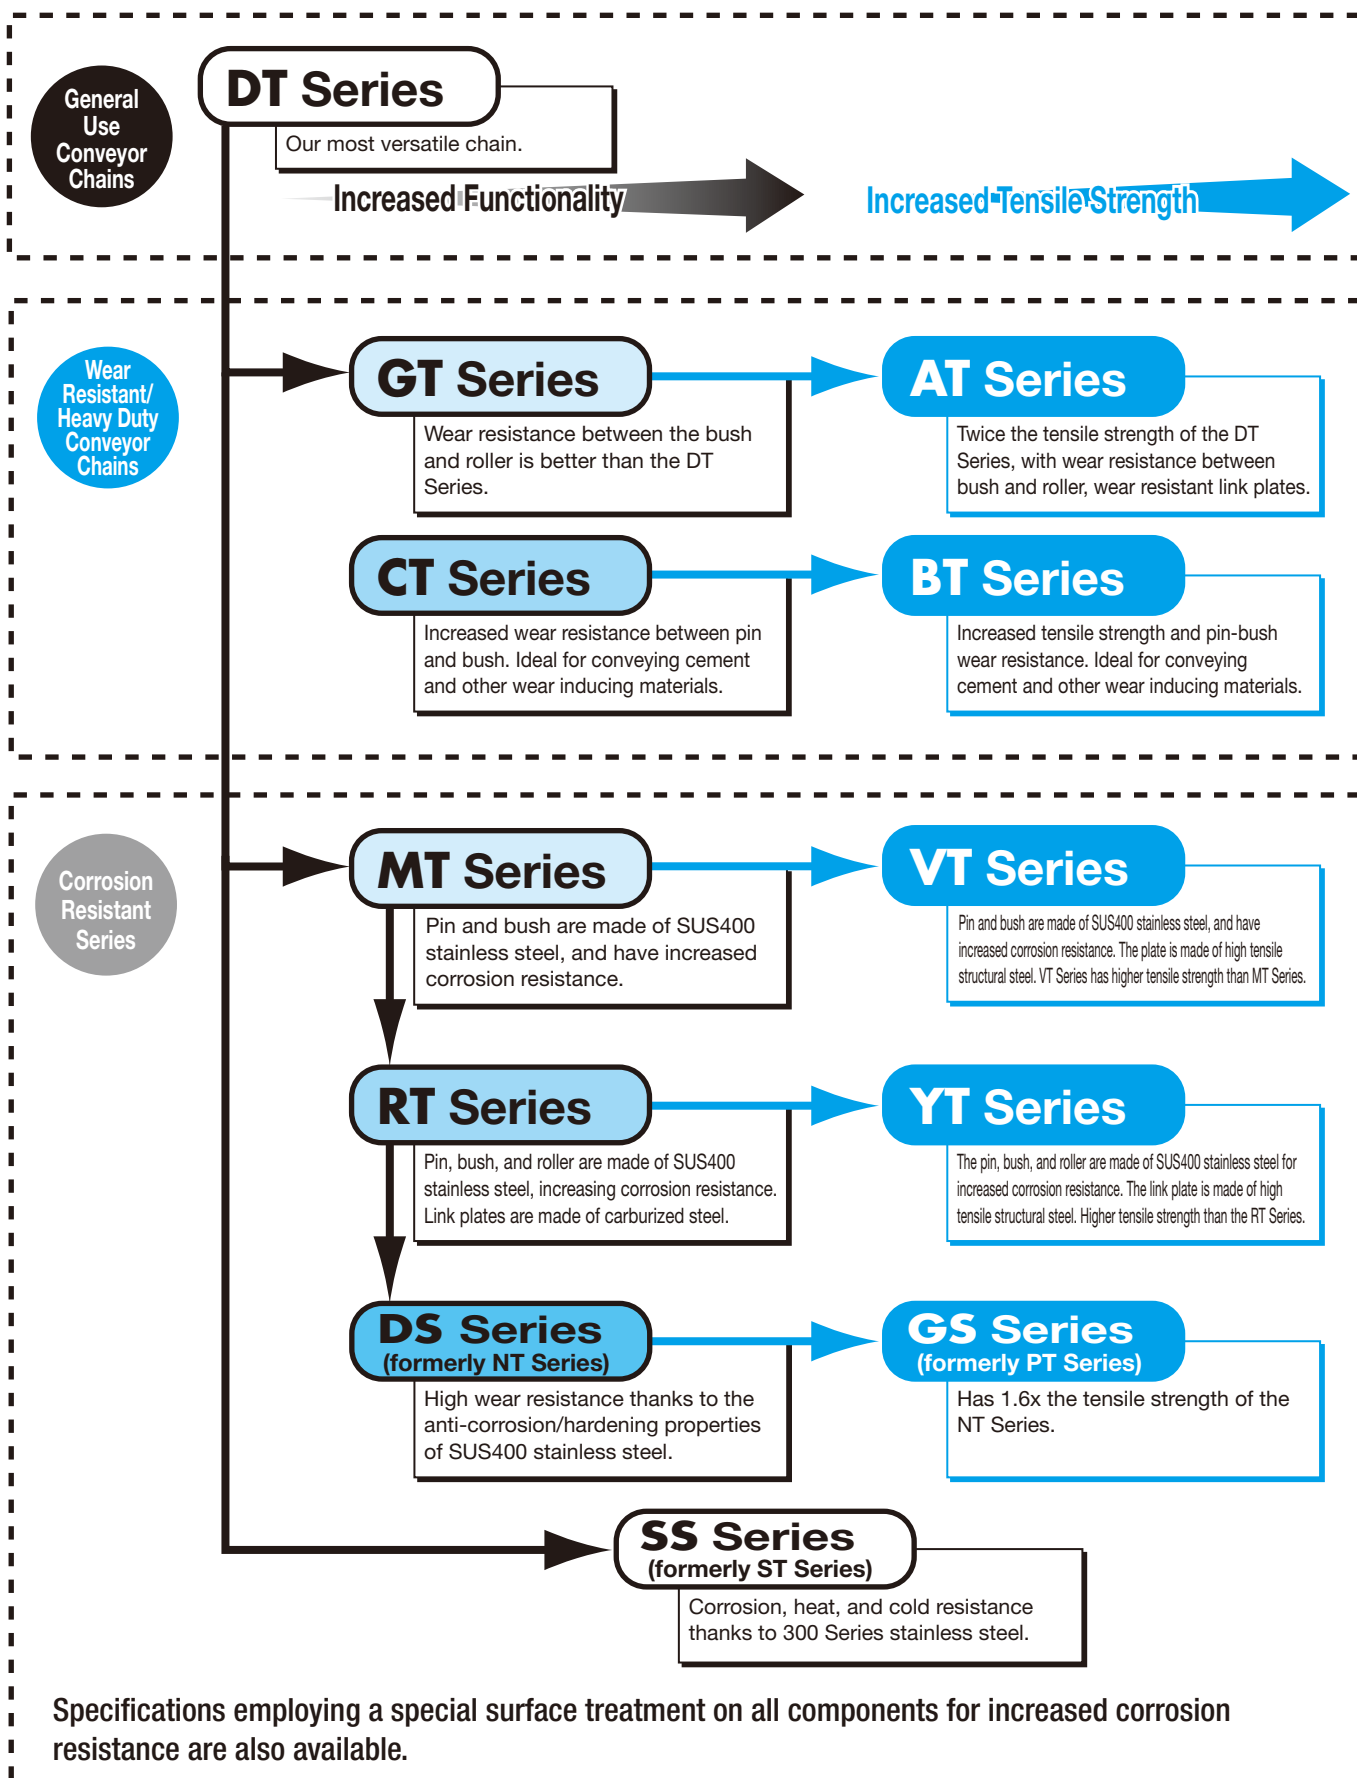 General
Use
Conveyor
Chains
DT Series
Our most versatile chain.
Increased Functionality
Increased Tensile Strength
Wear
Resistant/
Heavy Duty
Conveyor
Chains
GT Series
Wear resistance between the bush
and roller is better than the DT
Series.
AT Series
Twice the tensile strength of the DT
Series, with wear resistance between
bush and roller, wear resistant link plates.
CT Series
Increased wear resistance between pin
and bush. Ideal for conveying cement
and other wear inducing materials.
BT Series
Increased tensile strength and pin-bush
wear resistance. Ideal for conveying
cement and other wear inducing materials.
Corrosion
Resistant
Series
MT Series
Pin and bush are made of SUS400
stainless steel, and have increased
corrosion resistance.
VT Series
Pin and bush are made of SUS400 stainless steel, and have
increased corrosion resistance. The plate is made of high tensile
structural steel. VT Series has higher tensile strength than MT Series.
RT Series
Pin, bush, and roller are made of SUS400
stainless steel, increasing corrosion resistance.
Link plates are made of carburized steel.
YT Series
The pin, bush, and roller are made of SUS400 stainless steel for
increased corrosion resistance. The link plate is made of high
tensile structural steel. Higher tensile strength than the RT Series.
DS Series
(formerly NT Series)
High wear resistance thanks to the
anti-corrosion/hardening properties
of SUS400 stainless steel.
GS Series
(formerly PT Series)
Has 1.6x the tensile strength of the
NT Series.
SS Series
(formerly ST Series)
Corrosion, heat, and cold resistance
thanks to 300 Series stainless steel.
Specifications employing a special surface treatment on all components for increased corrosion
resistance are also available.